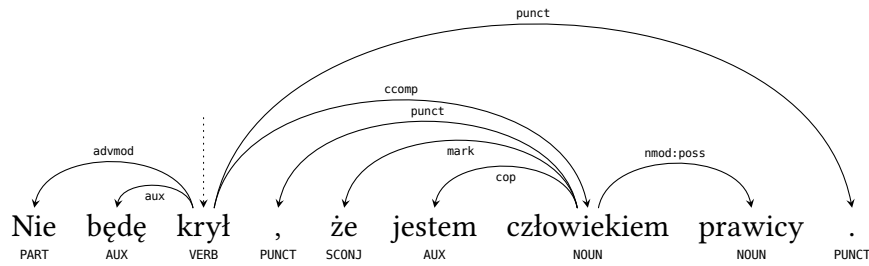 punct
ccomp
punct
advmod mark nmod:poss
aux cop
Nie będę krył , że jestem człowiekiem prawicy .
PART AUX VERB PUNCT SCONJ AUX NOUN NOUN PUNCT